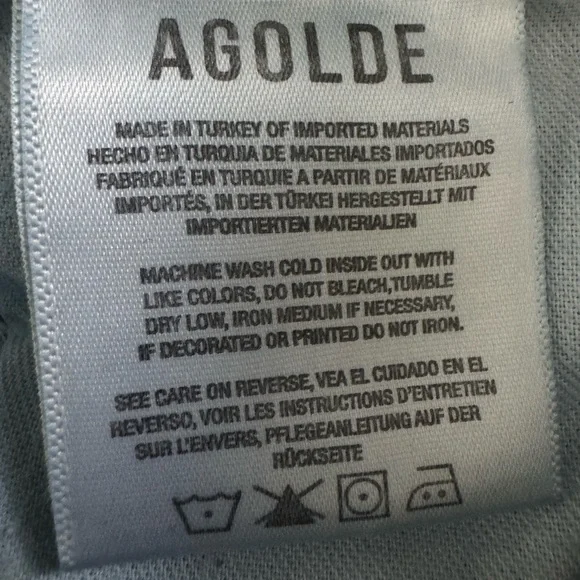 AGOLDE
MADE IN TURKEY OF IMPORTED MATERIALS
HECHO EN TURQUIA DE MATERIALES IMPORTADOS
FABRIQUÉ EN TURQUIE A PARTIR DE MATÉRIAUX
IMPORTÉS, IN DER TÜRKEI HERGESTELLT MIT
IMPORTIERTEN MATERIALIEN
MACHINE WASH COLD INSIDE OUT WITH
LIKE COLORS, DO NOT BLEACH,TUMBLE
DRY LOW, IRON MEDIUM IF NECESSARY,
IF DECORATED OR PRINTED DO NOT IRON.
SEE CARE ON REVERSE, VEA EL CUIDADO EN EL
REVERSO, VOIR LES INSTRUCTIONS D'ENTRETIEN
SUR L'ENVERS, PFLEGEANLEITUNG AUF DER
RÜCKSEITE